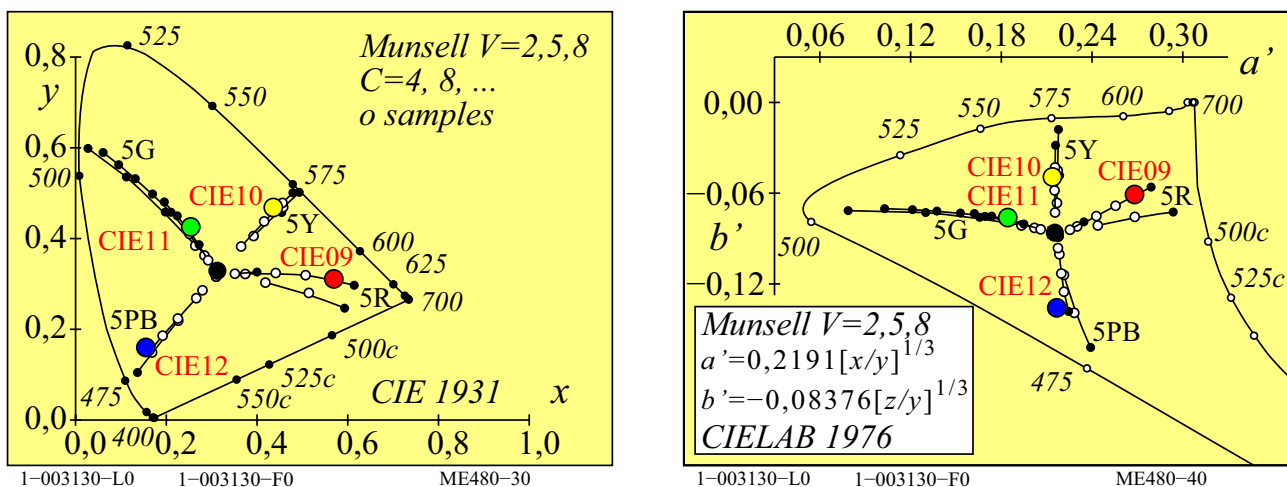 Munsell V=2,5,8
C=4, 8, ...
o samples
525
0,8
y
550
0,6
5G
500
CIE10
575
0,4
CIE11
5Y
600
CIE09
625
5R
700
0,2
5PB
CIE12
500c
475
525c
550c
400
CIE 1931
x
0,0
0,0
0,2
0,4
0,6
0,8
1,0
1-003130-L0
1-003130-F0
ME480-30
0,06
0,12
0,18
0,24
0,30
a’
0,00
525
550
575
600
700
5Y
CIE10
CIE09
−0,06
CIE11
5R
b’
500
5G
500c
−0,12
CIE12
525c
5PB
475
Munsell V=2,5,8
a’=0,2191[x/y]1/3
b’=−0,08376[z/y]1/3
CIELAB 1976
1-003130-L0
1-003130-F0
ME480-40